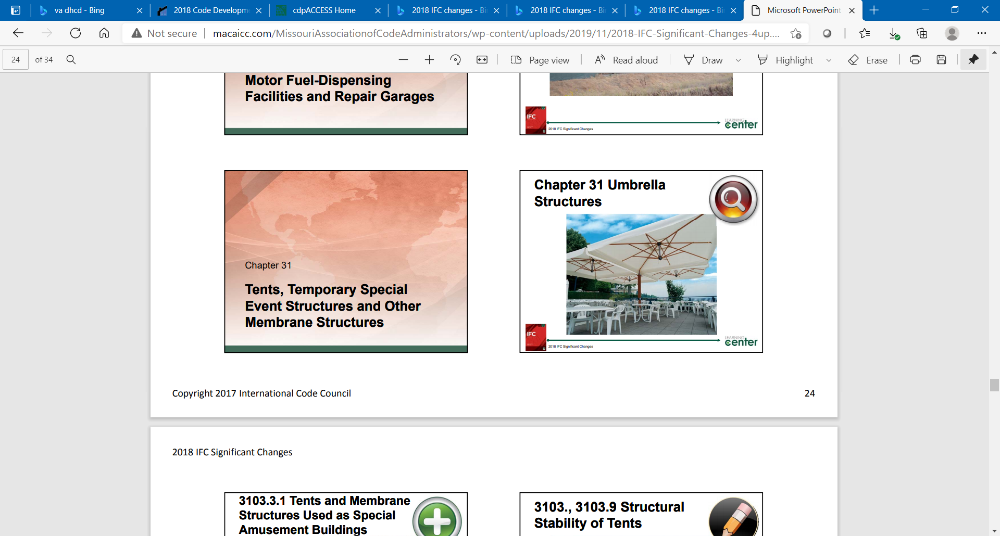 va dhcd - Bing
2018 Code Developm
cdpACCESS Home
2018 IFC changes - Bi
2018 IFC changes - Bi
2018 IFC changes - Bi
Microsoft PowerPoint
Not secure
macaicc.com/MissouriAssociationofCodeAdministrators/wp-content/uploads/2019/11/2018-IFC-Significant-Changes-4up....
24 of 34
Page view
Read aloud
Draw
Highlight
Erase
Motor Fuel-Dispensing
Facilities and Repair Garages
IFC
2018 IFC Significant Changes
LEARNING
center
Chapter 31
Tents, Temporary Special
Event Structures and Other
Membrane Structures
Chapter 31 Umbrella
Structures
IFC
2018 IFC Significant Changes
LEARNING
center
Copyright 2017 International Code Council
24
2018 IFC Significant Changes
3103.3.1 Tents and Membrane
Structures Used as Special
Amusement Buildings
3103., 3103.9 Structural
Stability of Tents